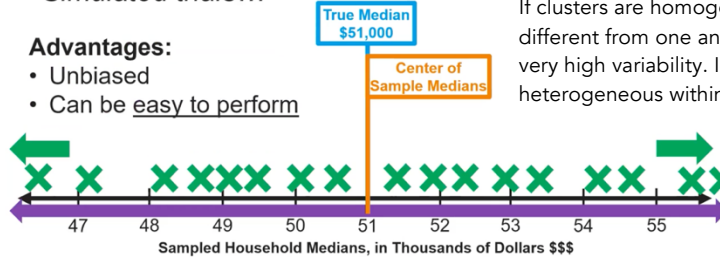 Advantages:
• Unbiased
• Can be easy to perform
True Median
$51,000
Center of
Sample Medians
If clusters are homoge
different from one an
very high variability. I
heterogeneous within
47 48 49 50 51 52 53 54 55
Sampled Household Medians, in Thousands of Dollars $$$